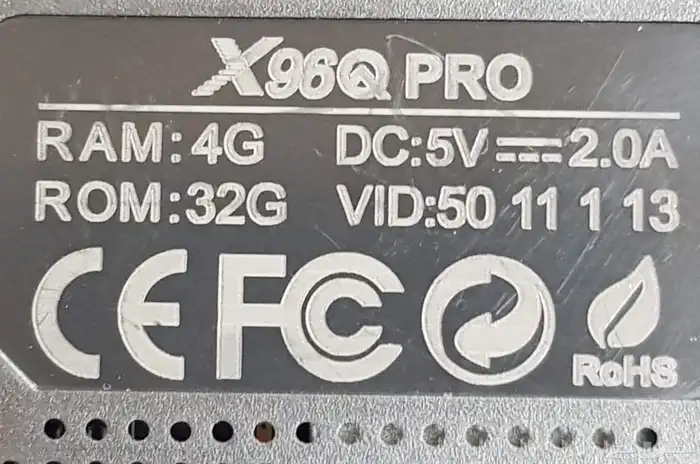 X96Q PRO
RAM:4G DC:5V⎓2.0A
ROM:32G VID:50 11 1 13
CE FC
RoHS